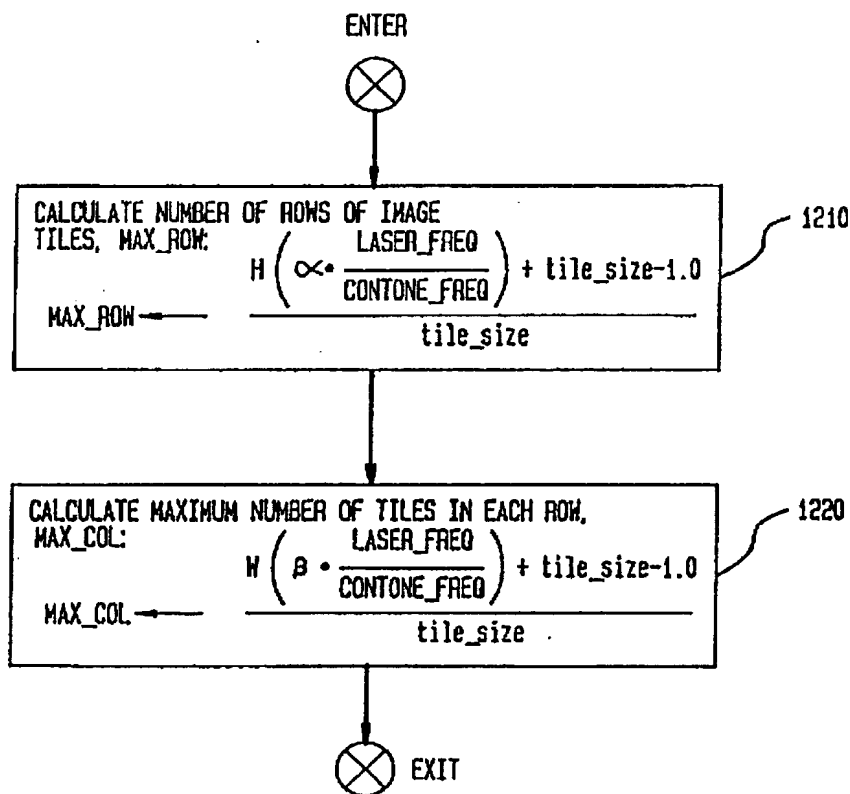 ENTER
CALCULATE NUMBER OF ROWS OF IMAGE
TILES, MAX_ROW:
H ( ∝• LASER_FREQ / CONTONE_FREQ ) + tile_size-1.0
MAX_ROW ←
tile_size
1210
CALCULATE MAXIMUM NUMBER OF TILES IN EACH ROW,
MAX_COL:
W ( β • LASER_FREQ / CONTONE_FREQ ) + tile_size-1.0
MAX_COL ←
tile_size
1220
EXIT